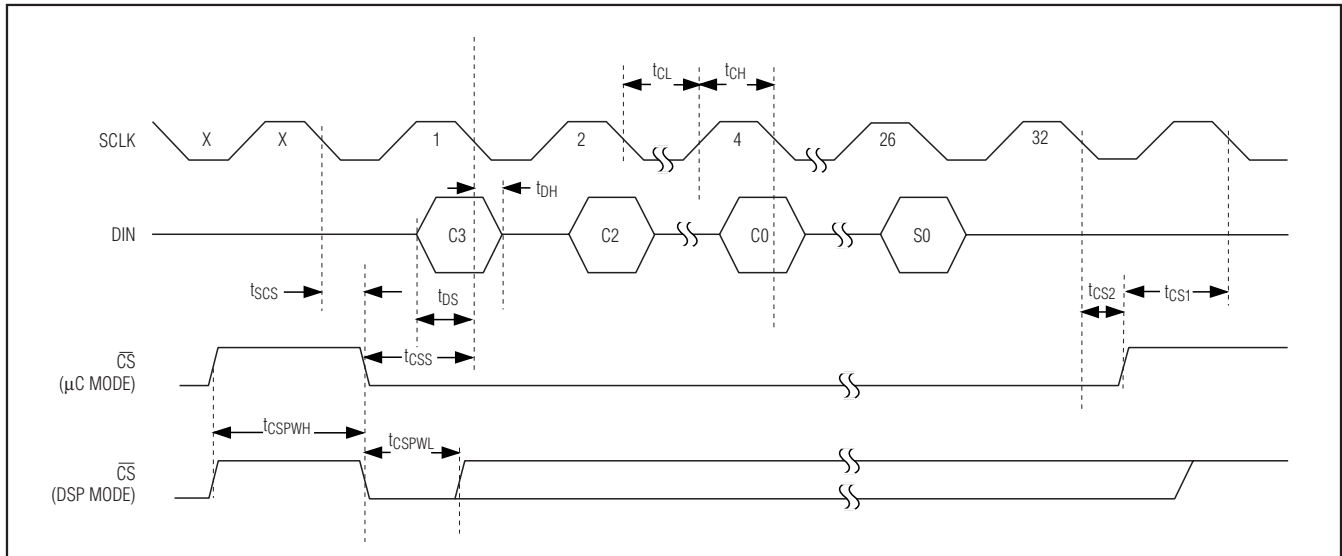 tCL tCH
SCLK X X 1 2 4 26 32
tDH
DIN C3 C2 C0 S0
tSCS tDS tCS2 tCS1
tCSS
CS
(µC MODE)
tCSPWH tCSPWL
CS
(DSP MODE)